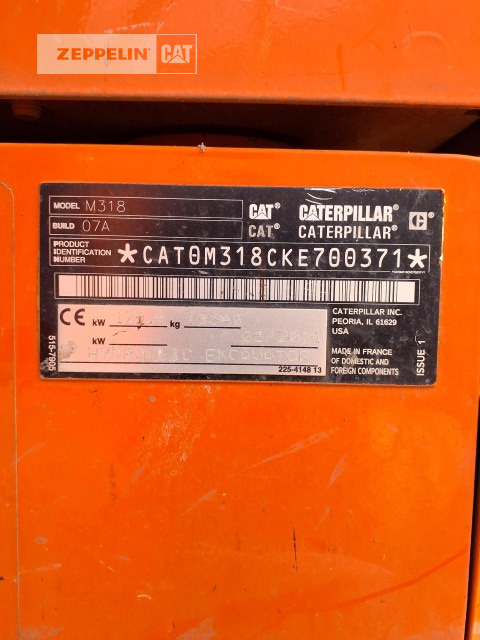 ZEPPELIN CAT
MODEL M318
BUILD 07A
CAT CATERPILLAR
CAT CATERPILLAR
PRODUCT IDENTIFICATION NUMBER *CAT0M318CKE700371*
CE kW kg
kW
HYDRAULIC EXCAVATOR
225-4148 13
CATERPILLAR INC.
PEORIA, IL 61629
USA
MADE IN FRANCE
OF DOMESTIC AND
FOREIGN COMPONENTS
ISSUE 1
515-7905